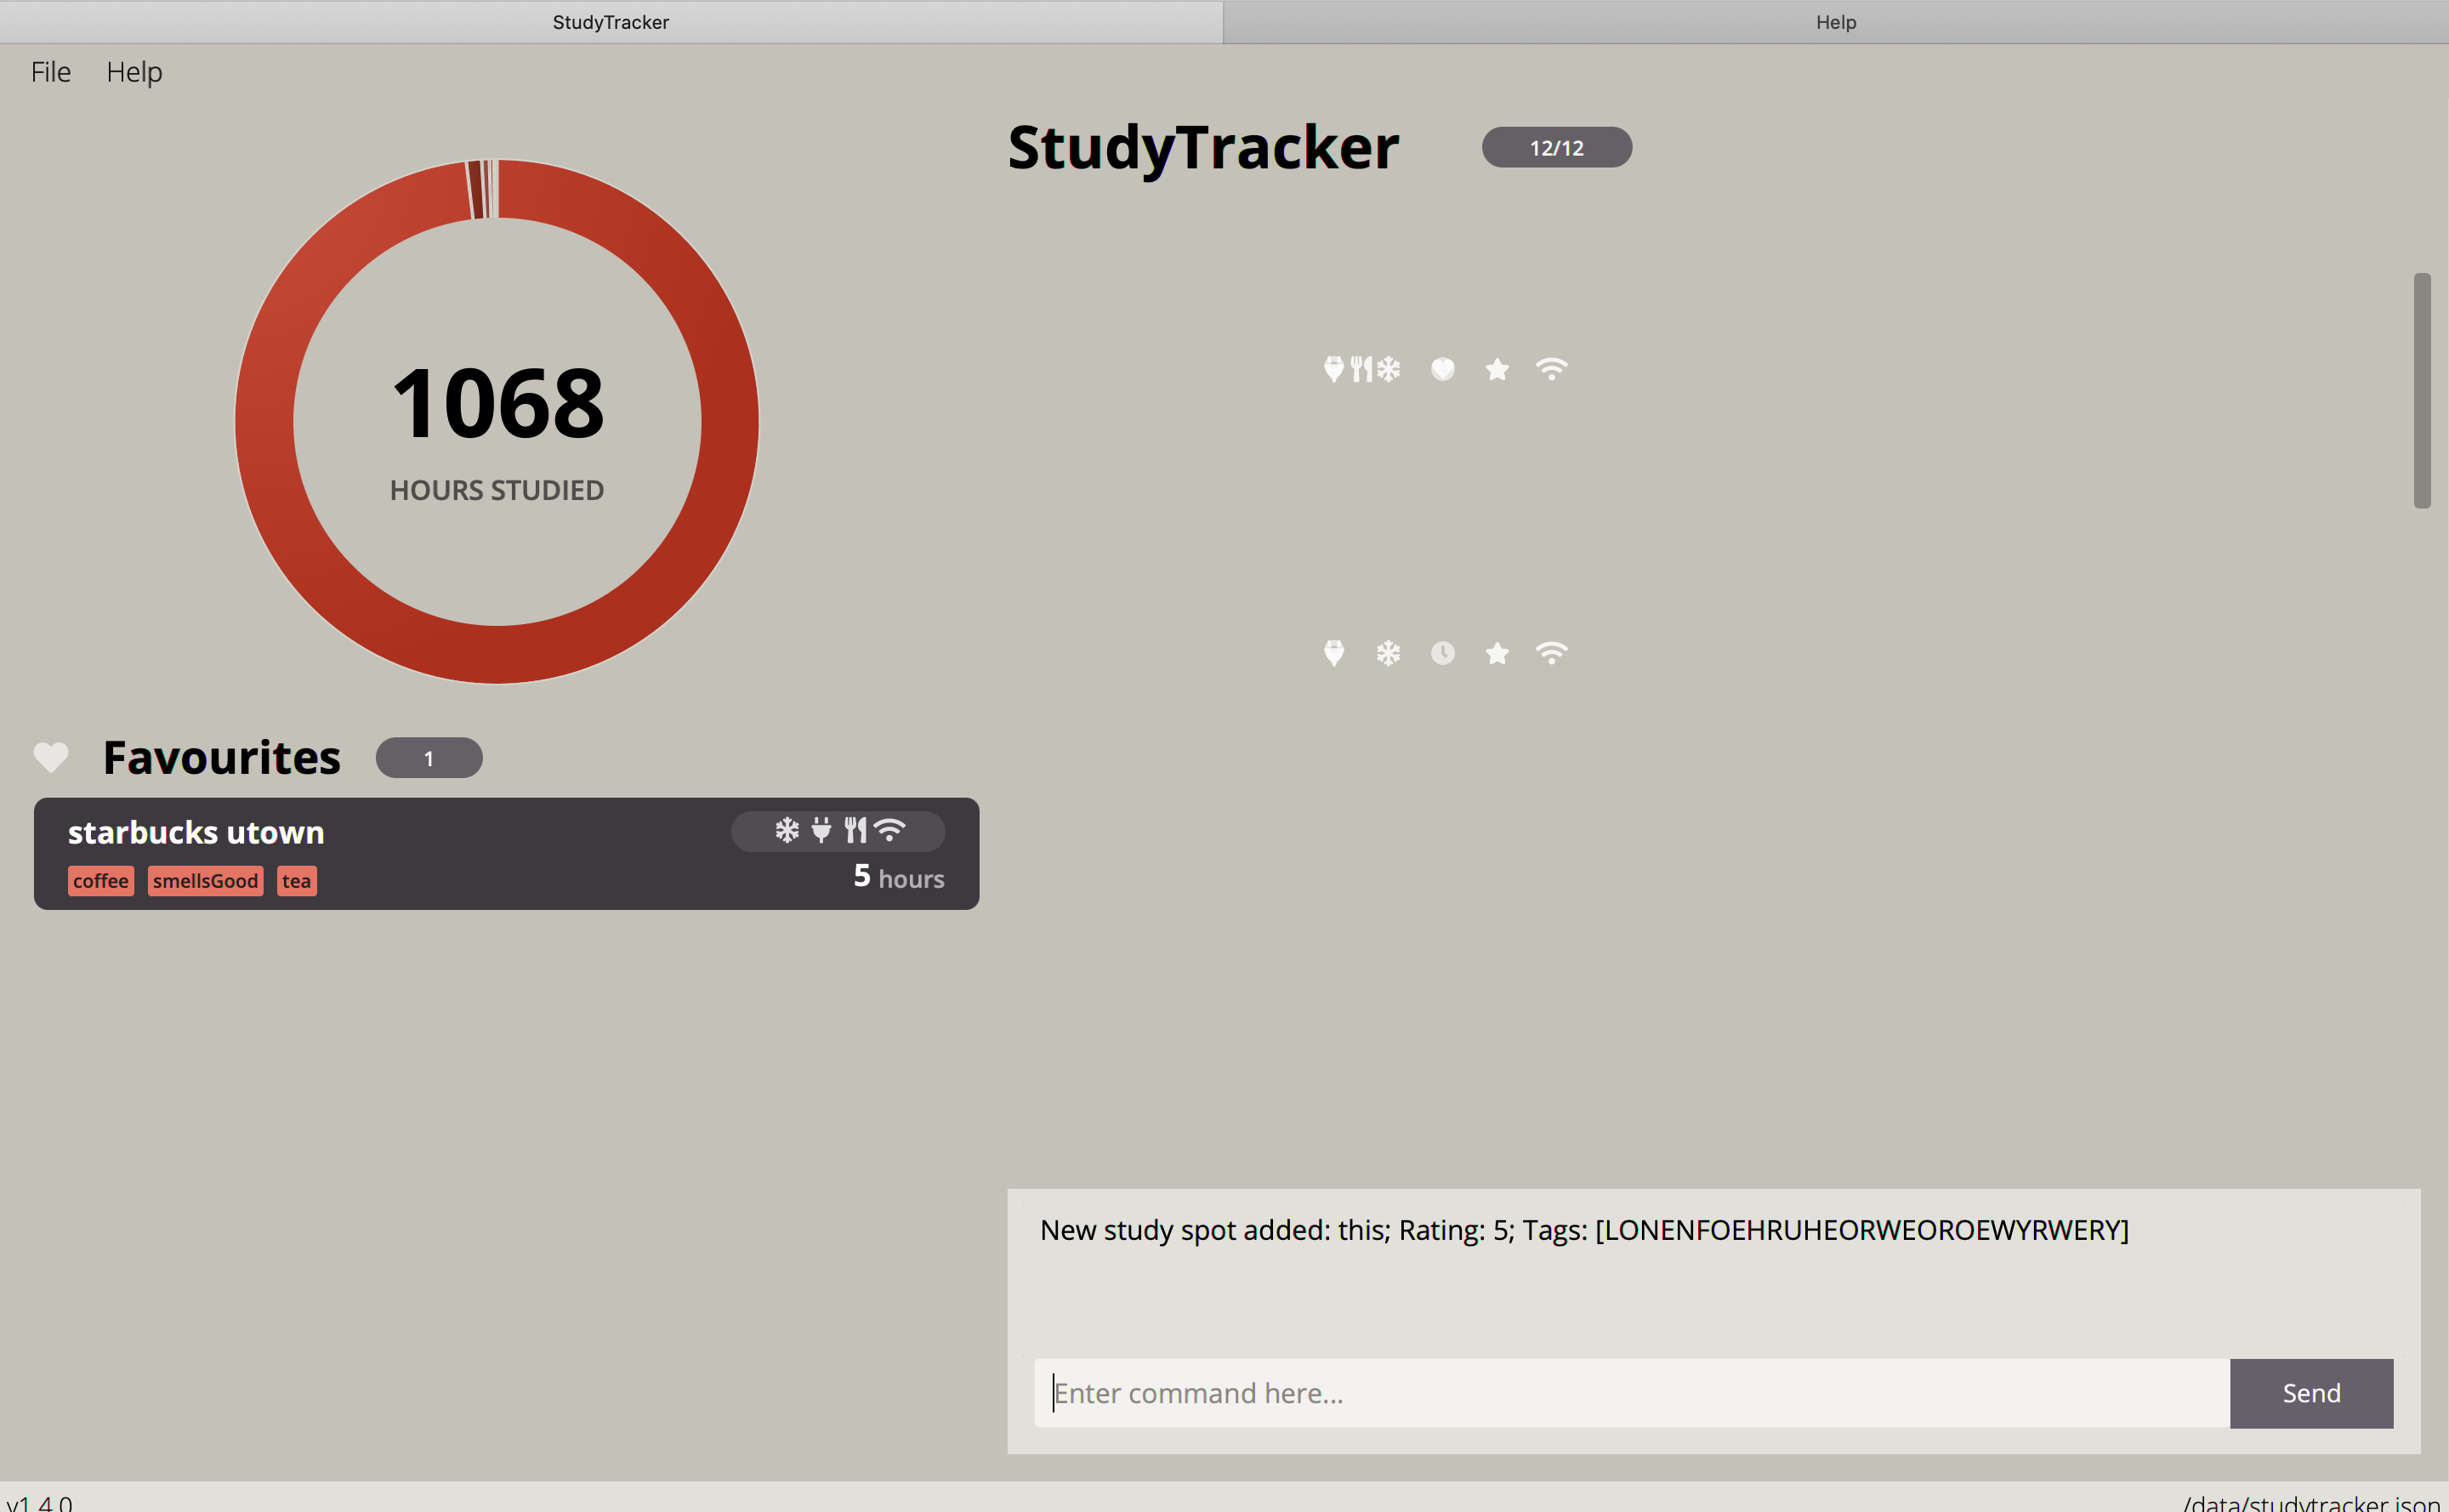 StudyTracker
Help
File Help
StudyTracker 12/12
1068
HOURS STUDIED
Favourites 1
starbucks utown
coffee smellsGood tea
5 hours
New study spot added: this; Rating: 5; Tags: [LONENFOEHRUHEORWEOROEWYRWERY]
Enter command here...
Send
v1.4.0
/data/studytracker.json